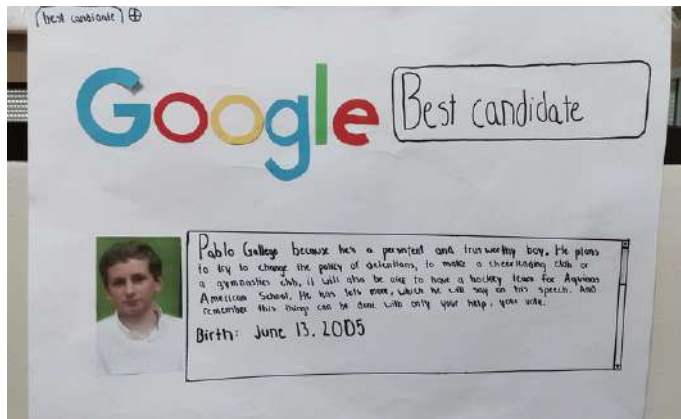 best candidate
Google
Best candidate
Pablo Gallego because he's a persistent and trustworthy boy. He plans
to try to change the policy of detentions, to make a cheerleading club or
a gymnastics club, it will also be able to have a hockey team for Aquinas
American School. He has lots more, which he will say on his speech. And
remember this things can be done with only your help, your vote.
Birth: June 13, 2005